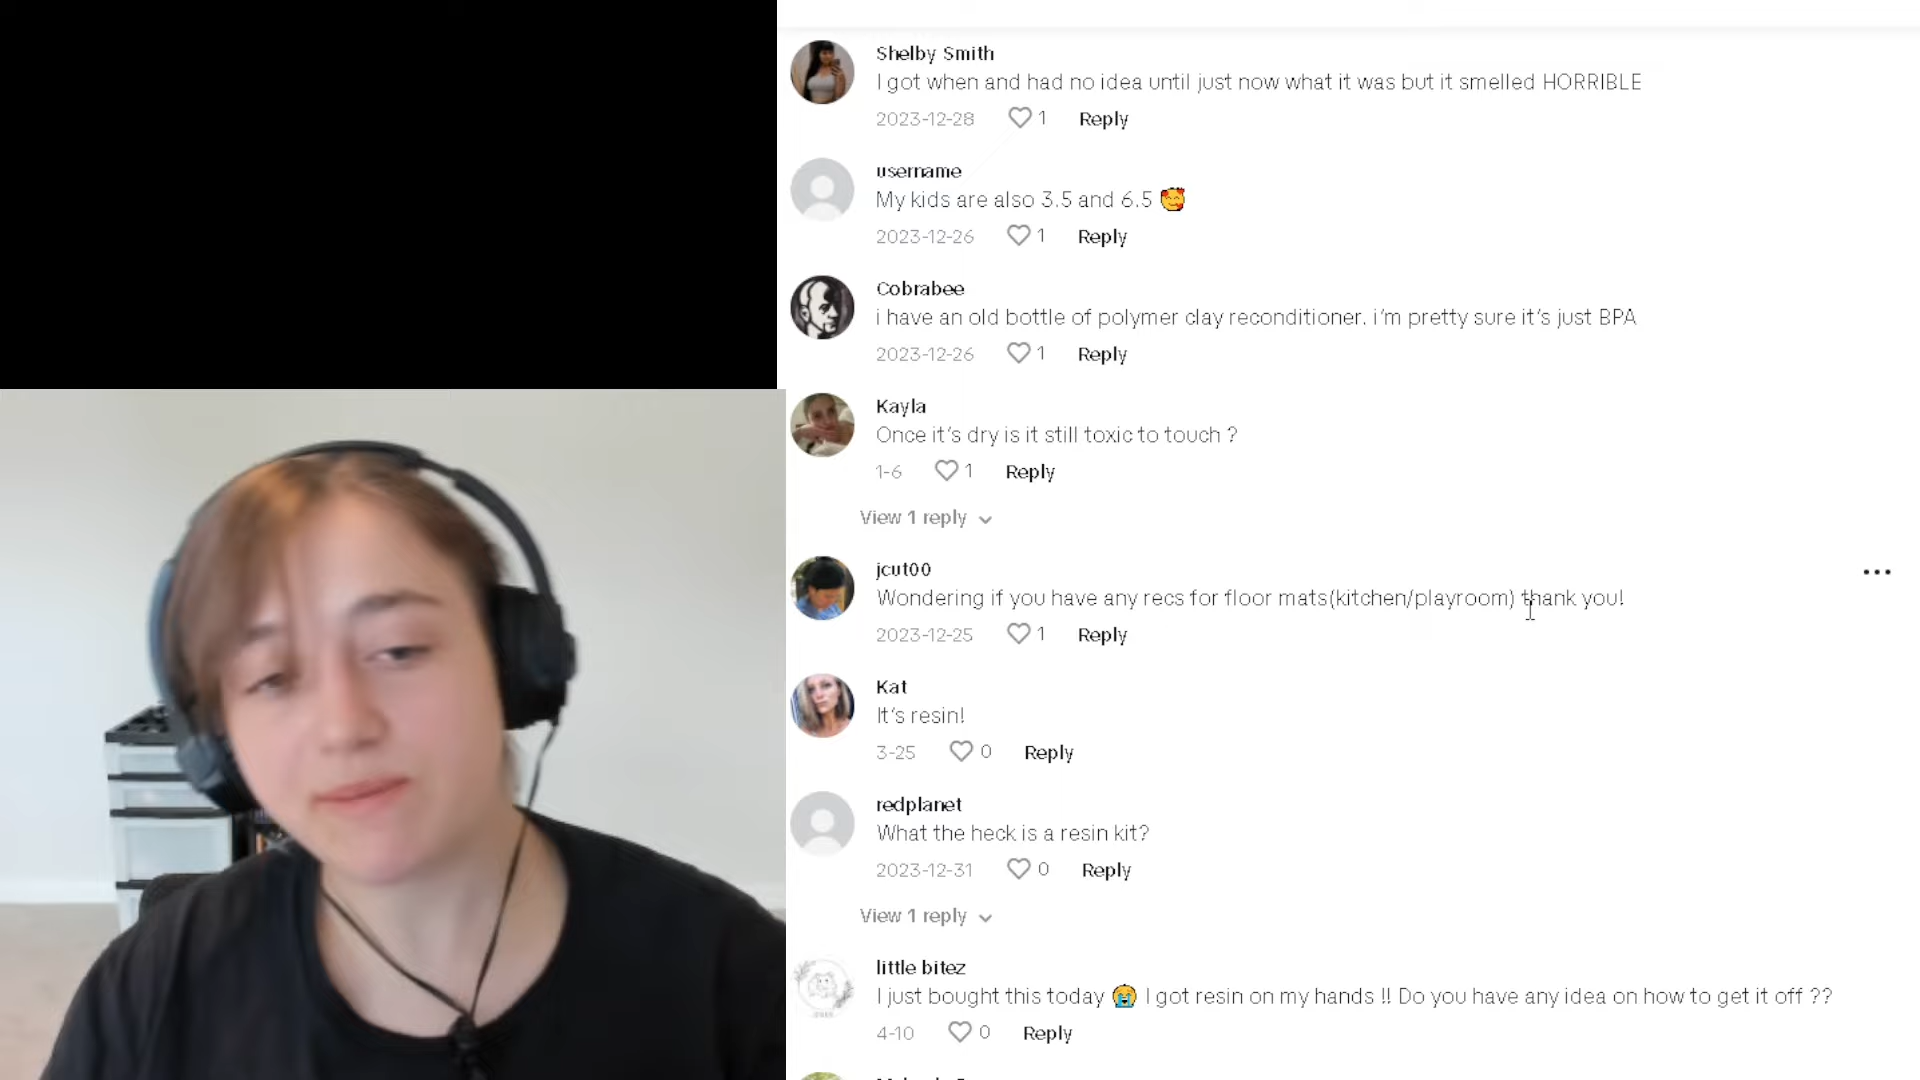 Shelby Smith
I got when and had no idea until just now what it was but it smelled HORRIBLE
2023-12-28 1 Reply
username
My kids are also 3.5 and 6.5 🥰
2023-12-26 1 Reply
Cobrabee
i have an old bottle of polymer clay reconditioner. i'm pretty sure it's just BPA
2023-12-26 1 Reply
Kayla
Once it's dry is it still toxic to touch ?
1-6 1 Reply
View 1 reply
jcut00
Wondering if you have any recs for floor mats(kitchen/playroom) thank you!
2023-12-25 1 Reply
Kat
It's resin!
3-25 0 Reply
redplanet
What the heck is a resin kit?
2023-12-31 0 Reply
View 1 reply
little bitez
I just bought this today 😭 I got resin on my hands !! Do you have any idea on how to get it off ??
4-10 0 Reply